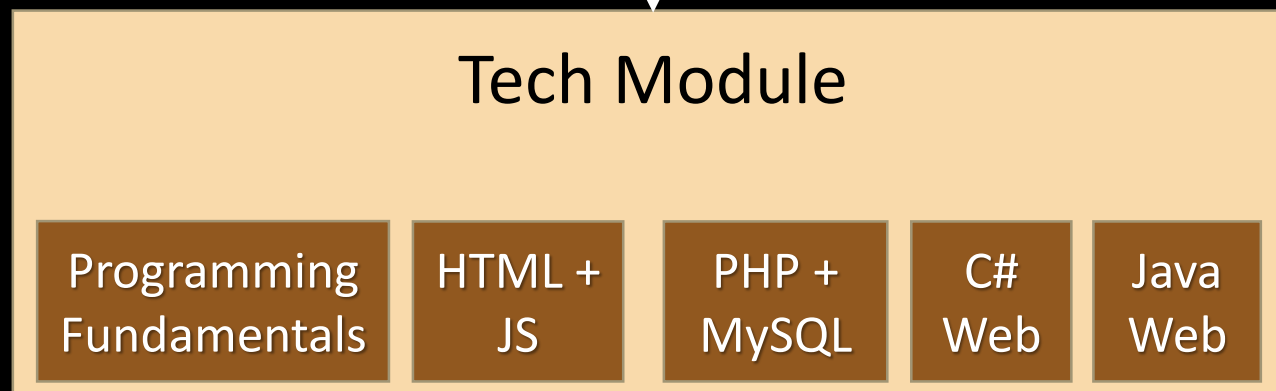 Tech Module
Programming
Fundamentals
HTML +
JS
PHP +
MySQL
C#
Web
Java
Web